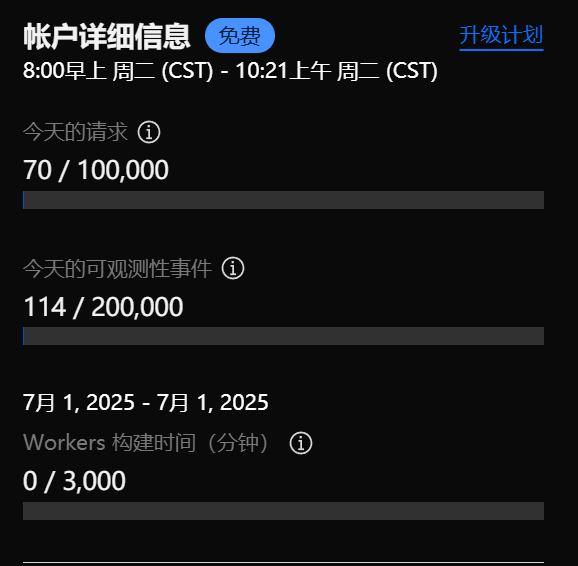 帐户详细信息 免费 升级计划
8:00早上 周二 (CST) - 10:21上午 周二 (CST)
今天的请求
70 / 100,000
今天的可观测性事件
114 / 200,000
7月 1, 2025 - 7月 1, 2025
Workers 构建时间（分钟）
0 / 3,000